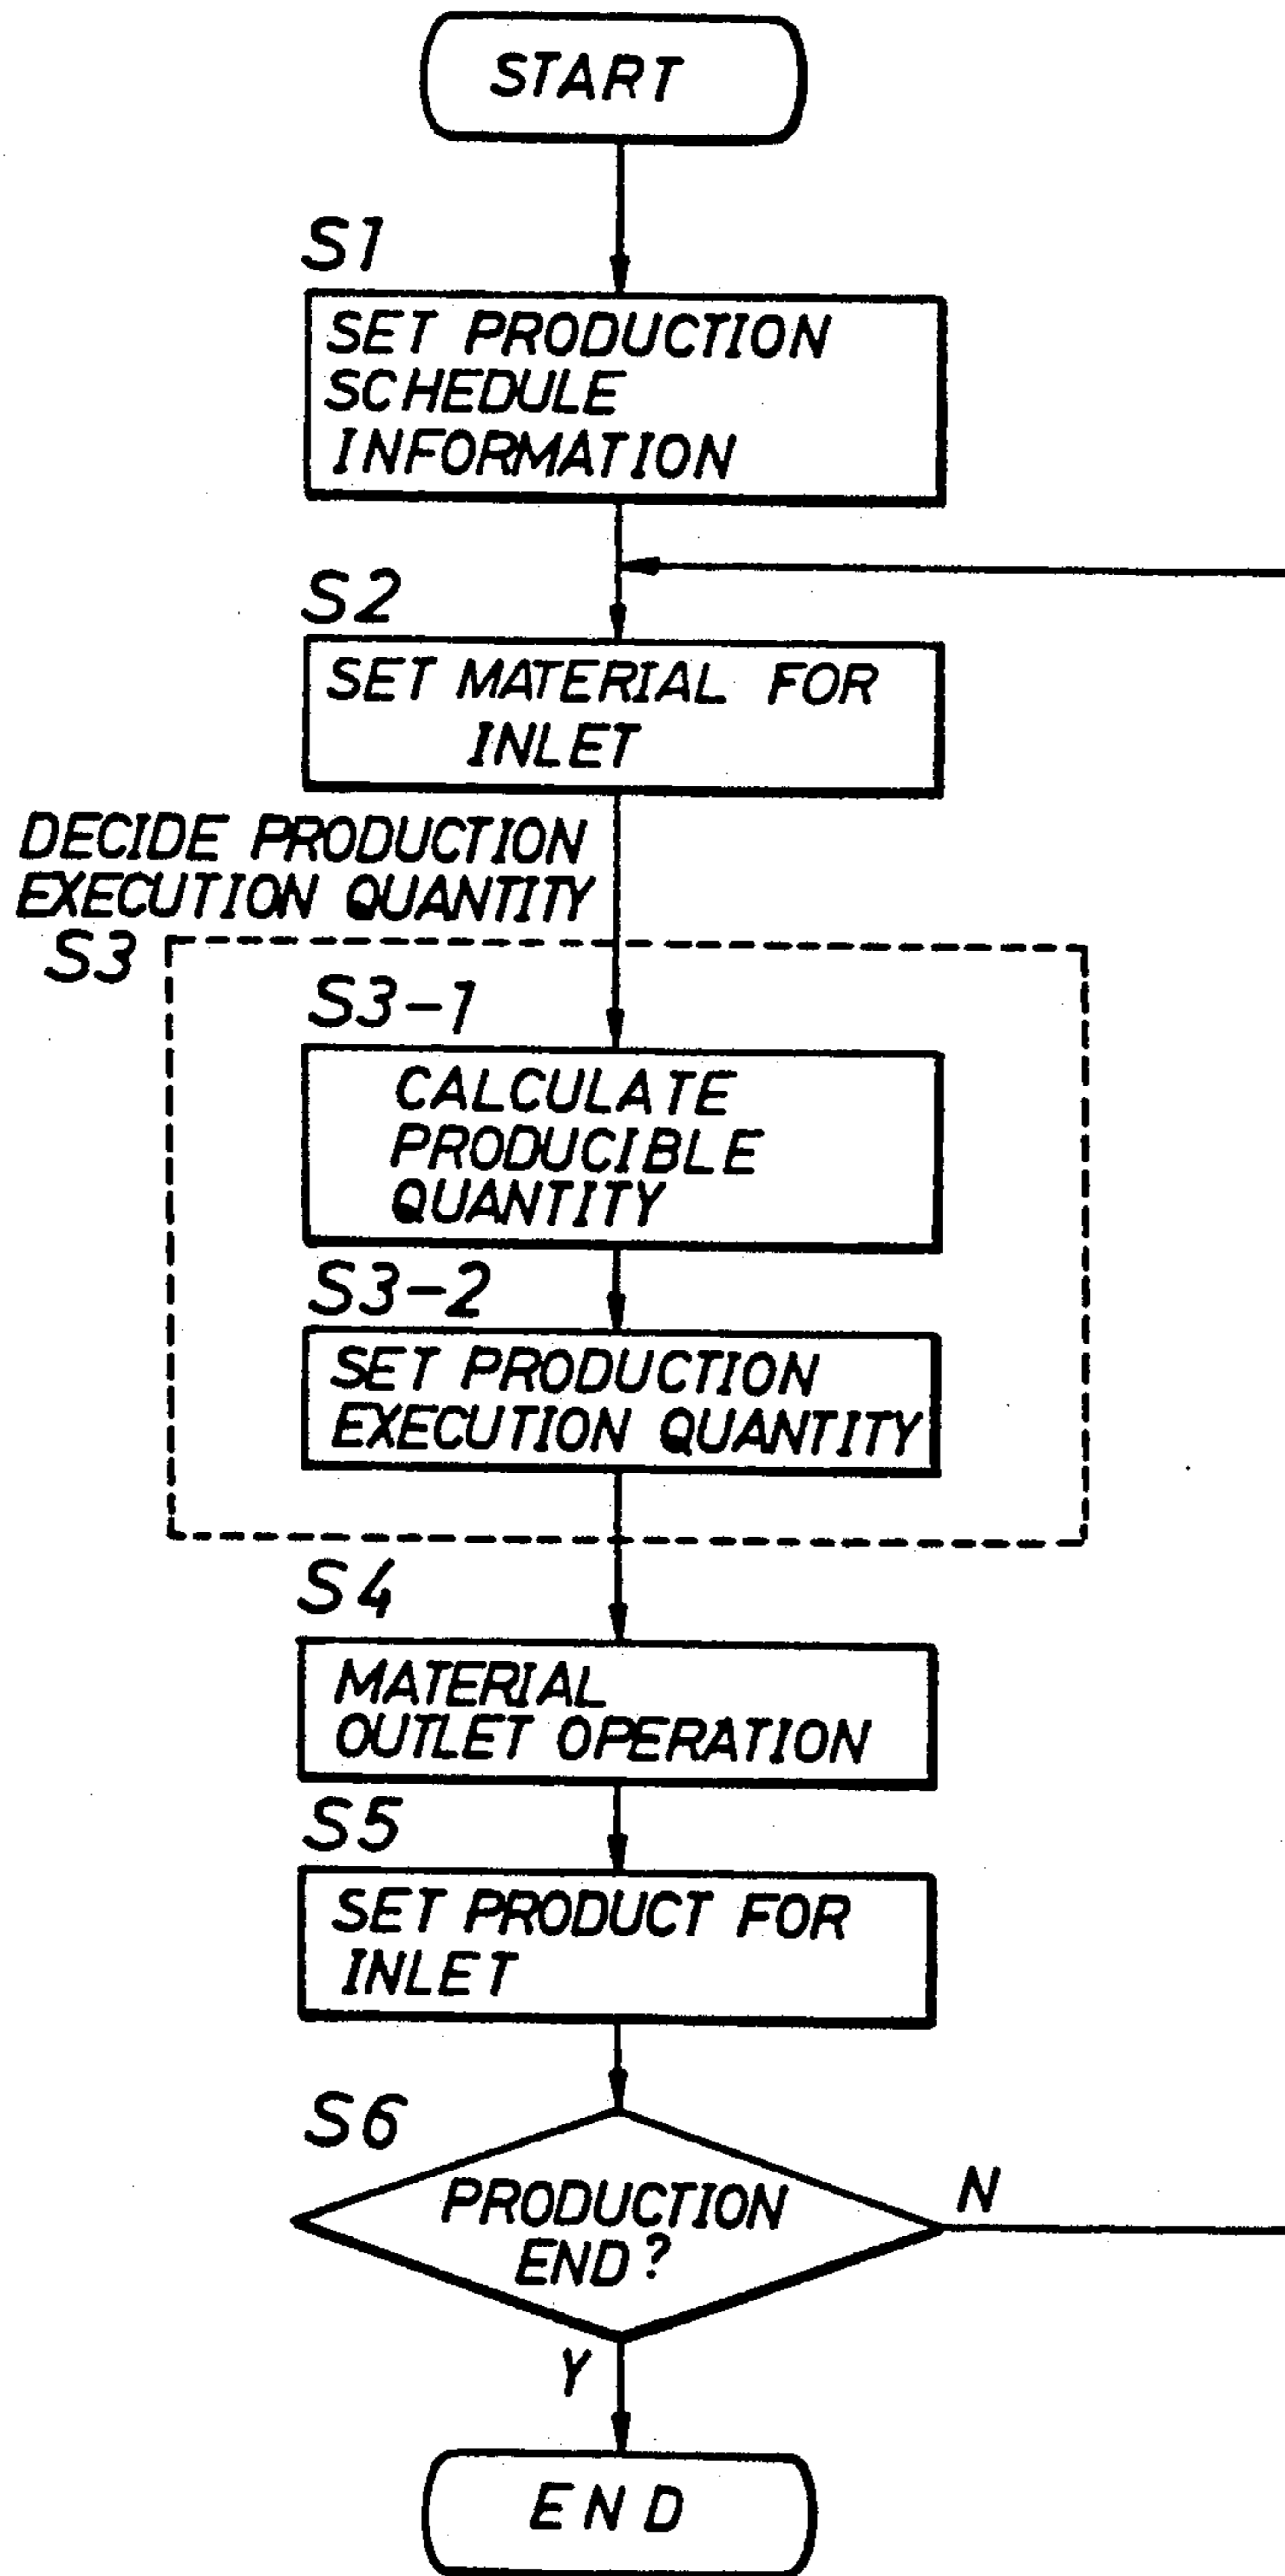 START
S1
SET PRODUCTION
SCHEDULE
INFORMATION
S2
SET MATERIAL FOR
INLET
DECIDE PRODUCTION
EXECUTION QUANTITY
S3
S3-1
CALCULATE
PRODUCIBLE
QUANTITY
S3-2
SET PRODUCTION
EXECUTION QUANTITY
S4
MATERIAL
OUTLET OPERATION
S5
SET PRODUCT FOR
INLET
S6
PRODUCTION
END?
N
Y
END